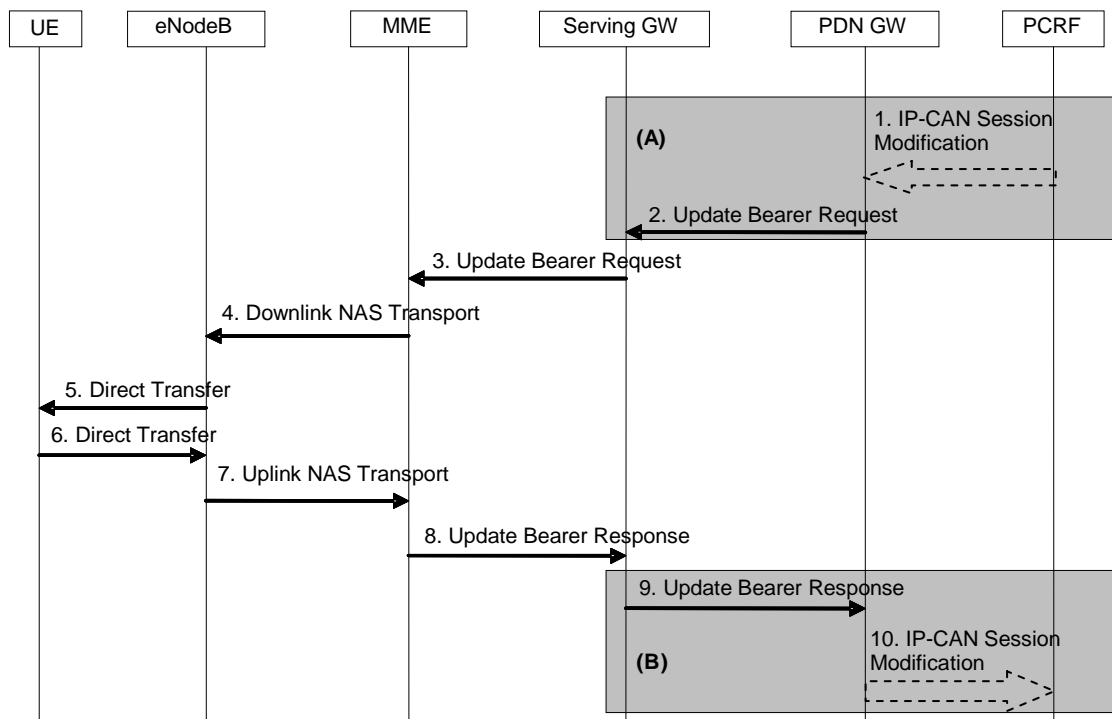 UE
eNodeB
MME
Serving GW
PDN GW
PCRF
(A)
1. IP-CAN Session
Modification
2. Update Bearer Request
3. Update Bearer Request
4. Downlink NAS Transport
5. Direct Transfer
6. Direct Transfer
7. Uplink NAS Transport
8. Update Bearer Response
9. Update Bearer Response
(B)
10. IP-CAN Session
Modification